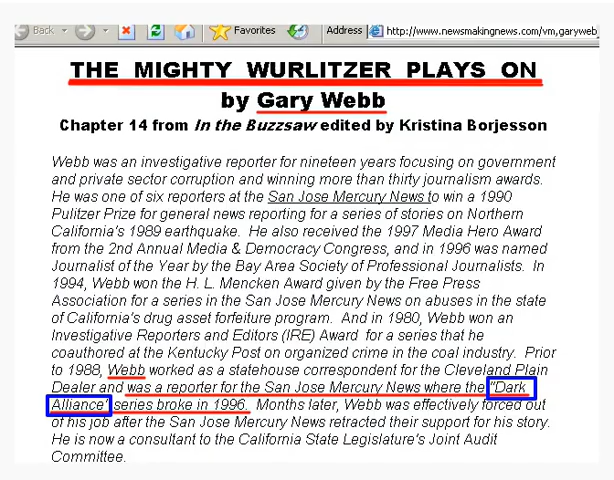 Back
Favorites
Address http://www.newsmakingnews.com/vm,garyweb
THE MIGHTY WURLITZER PLAYS ON
by Gary Webb
Chapter 14 from In the Buzzsaw edited by Kristina Borjesson
Webb was an investigative reporter for nineteen years focusing on government
and private sector corruption and winning more than thirty journalism awards.
He was one of six reporters at the San Jose Mercury News to win a 1990
Pulitzer Prize for general news reporting for a series of stories on Northern
California's 1989 earthquake. He also received the 1997 Media Hero Award
from the 2nd Annual Media & Democracy Congress, and in 1996 was named
Journalist of the Year by the Bay Area Society of Professional Journalists. In
1994, Webb won the H. L. Mencken Award given by the Free Press
Association for a series in the San Jose Mercury News on abuses in the state
of California's drug asset forfeiture program. And in 1980, Webb won an
Investigative Reporters and Editors (IRE) Award for a series that he
coauthored at the Kentucky Post on organized crime in the coal industry. Prior
to 1988, Webb worked as a statehouse correspondent for the Cleveland Plain
Dealer and was a reporter for the San Jose Mercury News where the "Dark
Alliance" series broke in 1996. Months later, Webb was effectively forced out
of his job after the San Jose Mercury News retracted their support for his story.
He is now a consultant to the California State Legislature's Joint Audit
Committee.